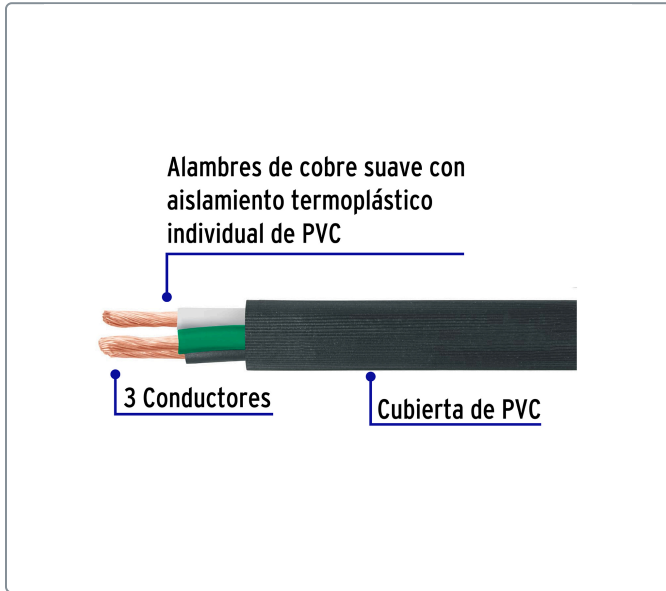 Alambres de cobre suave con
aislamiento termoplástico
individual de PVC
3 Conductores
Cubierta de PVC